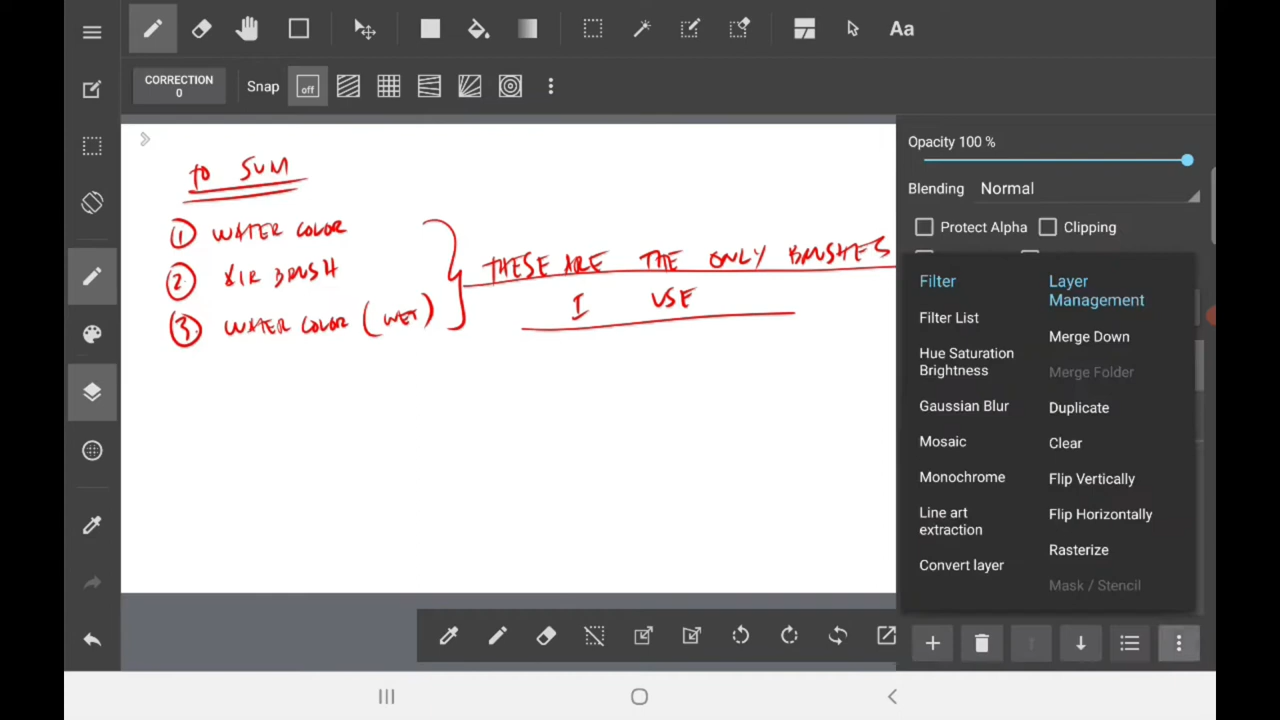 CORRECTION
0
Snap
off
Aa
Opacity 100 %
Blending Normal
Protect Alpha Clipping
TO SUM
① WATER COLOR
② AIR BRUSH
③ WATER COLOR (WET)
THESE ARE THE ONLY BRUSHES
I USE
Filter
Filter List
Hue Saturation
Brightness
Gaussian Blur
Mosaic
Monochrome
Line art
extraction
Convert layer
Layer
Management
Merge Down
Merge Folder
Duplicate
Clear
Flip Vertically
Flip Horizontally
Rasterize
Mask / Stencil